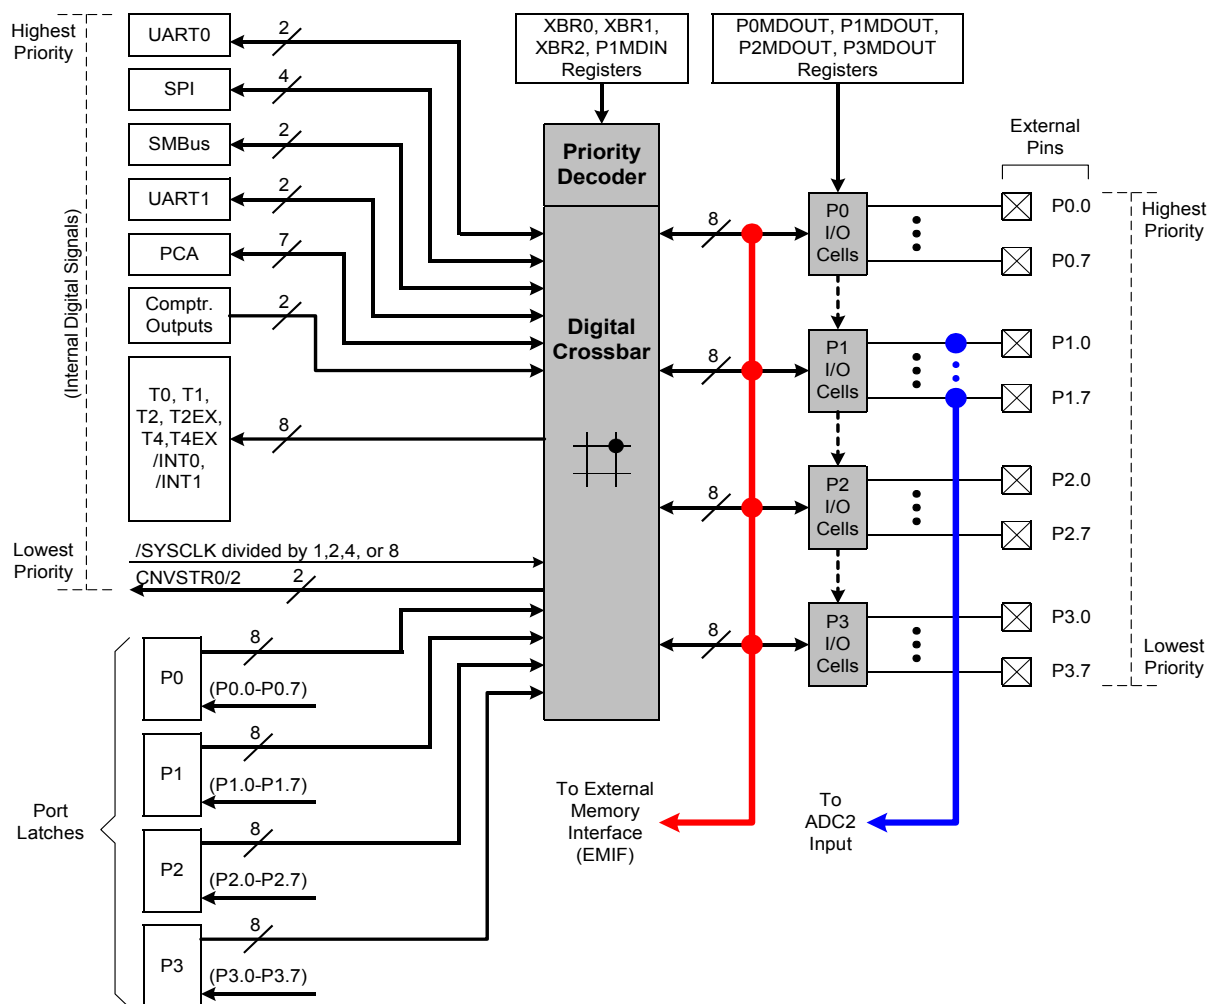 Highest
Priority
UART0
2
SPI
4
SMBus
2
UART1
2
PCA
7
Comptr.
Outputs
2
T0, T1,
T2, T2EX,
T4,T4EX
/INT0,
/INT1
8
(Internal Digital Signals)
Lowest
Priority
/SYSCLK divided by 1,2,4, or 8
CNVSTR0/2
2
XBR0, XBR1,
XBR2, P1MDIN
Registers
P0MDOUT, P1MDOUT,
P2MDOUT, P3MDOUT
Registers
Priority
Decoder
Digital
Crossbar
8
8
8
8
P0
I/O
Cells
P1
I/O
Cells
P2
I/O
Cells
P3
I/O
Cells
External
Pins
P0.0
P0.7
P1.0
P1.7
P2.0
P2.7
P3.0
P3.7
Highest
Priority
Lowest
Priority
Port
Latches
P0
8
(P0.0-P0.7)
P1
8
(P1.0-P1.7)
P2
8
(P2.0-P2.7)
P3
8
(P3.0-P3.7)
To External
Memory
Interface
(EMIF)
To
ADC2
Input